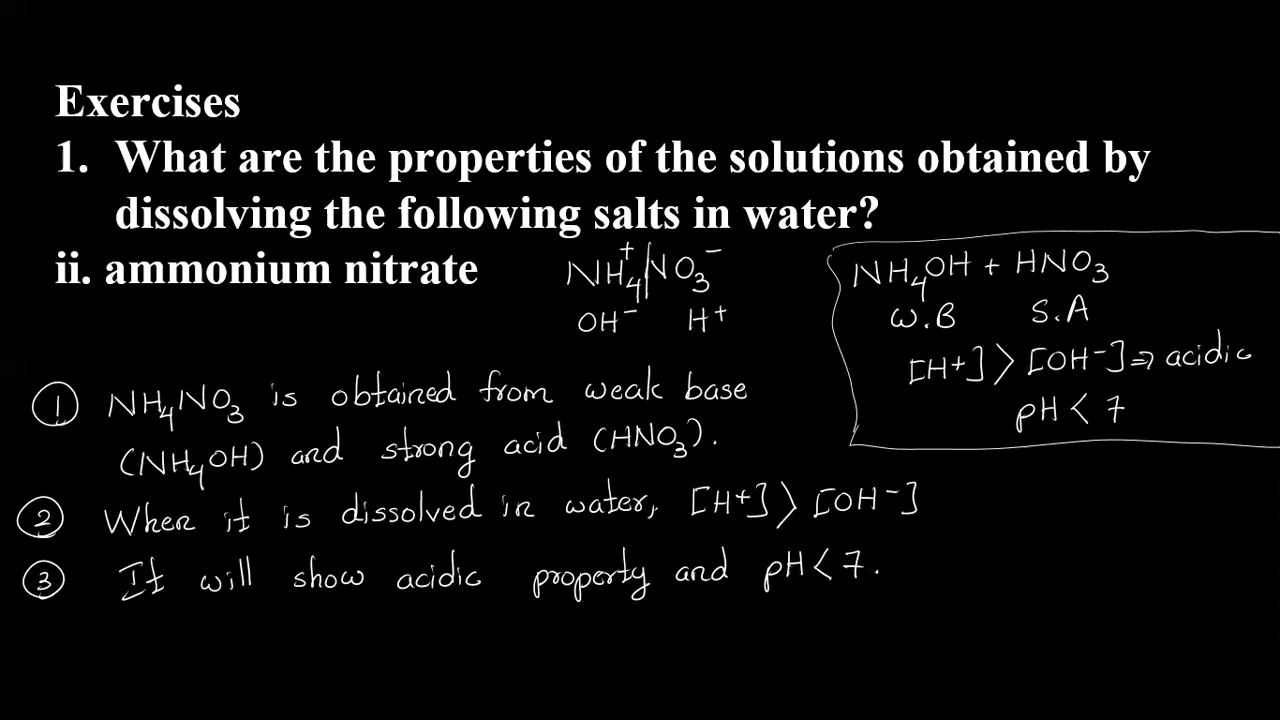 Exercises
1. What are the properties of the solutions obtained by
dissolving the following salts in water?
ii. ammonium nitrate
NH₄⁺|NO₃⁻
OH⁻ H⁺
NH₄OH + HNO₃
W.B S.A
[H⁺] > [OH⁻] ⇒ acidic
pH < 7
① NH₄NO₃ is obtained from weak base
(NH₄OH) and strong acid (HNO₃).
② When it is dissolved in water, [H⁺] > [OH⁻]
③ It will show acidic property and pH < 7.